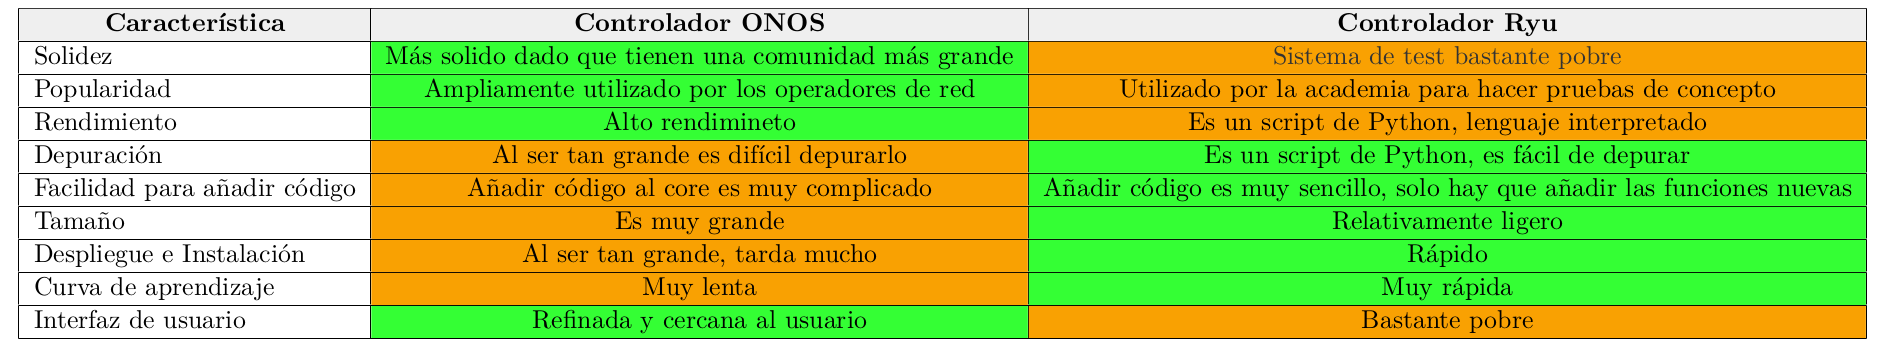 Característica Controlador ONOS Controlador Ryu
Solidez Más solido dado que tienen una comunidad más grande Sistema de test bastante pobre
Popularidad Ampliamente utilizado por los operadores de red Utilizado por la academia para hacer pruebas de concepto
Rendimiento Alto rendimineto Es un script de Python, lenguaje interpretado
Depuración Al ser tan grande es difícil depurarlo Es un script de Python, es fácil de depurar
Facilidad para añadir código Añadir código al core es muy complicado Añadir código es muy sencillo, solo hay que añadir las funciones nuevas
Tamaño Es muy grande Relativamente ligero
Despliegue e Instalación Al ser tan grande, tarda mucho Rápido
Curva de aprendizaje Muy lenta Muy rápida
Interfaz de usuario Refinada y cercana al usuario Bastante pobre